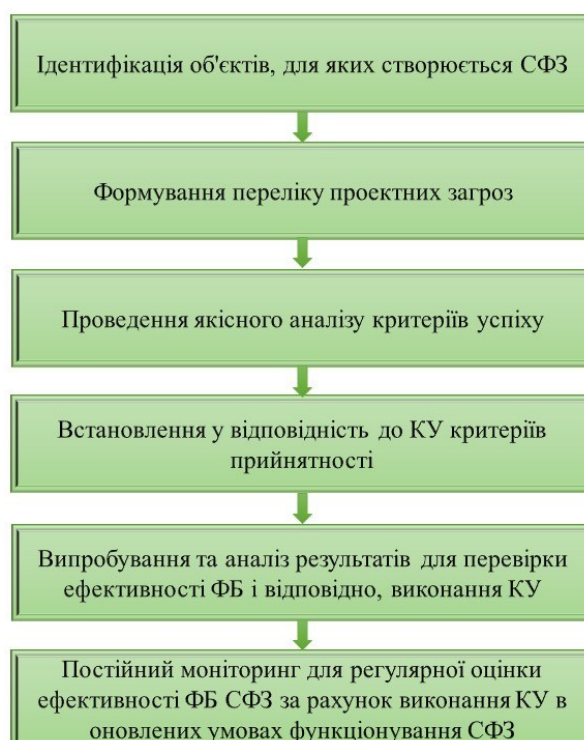 Ідентифікація об'єктів, для яких створюється СФЗ
Формування переліку проектних загроз
Проведення якісного аналізу критеріїв успіху
Встановлення у відповідність до КУ критеріїв
прийнятності
Випробування та аналіз результатів для перевірки
ефективності ФБ і відповідно, виконання КУ
Постійний моніторинг для регулярної оцінки
ефективності ФБ СФЗ за рахунок виконання КУ в
оновлених умовах функціонування СФЗ